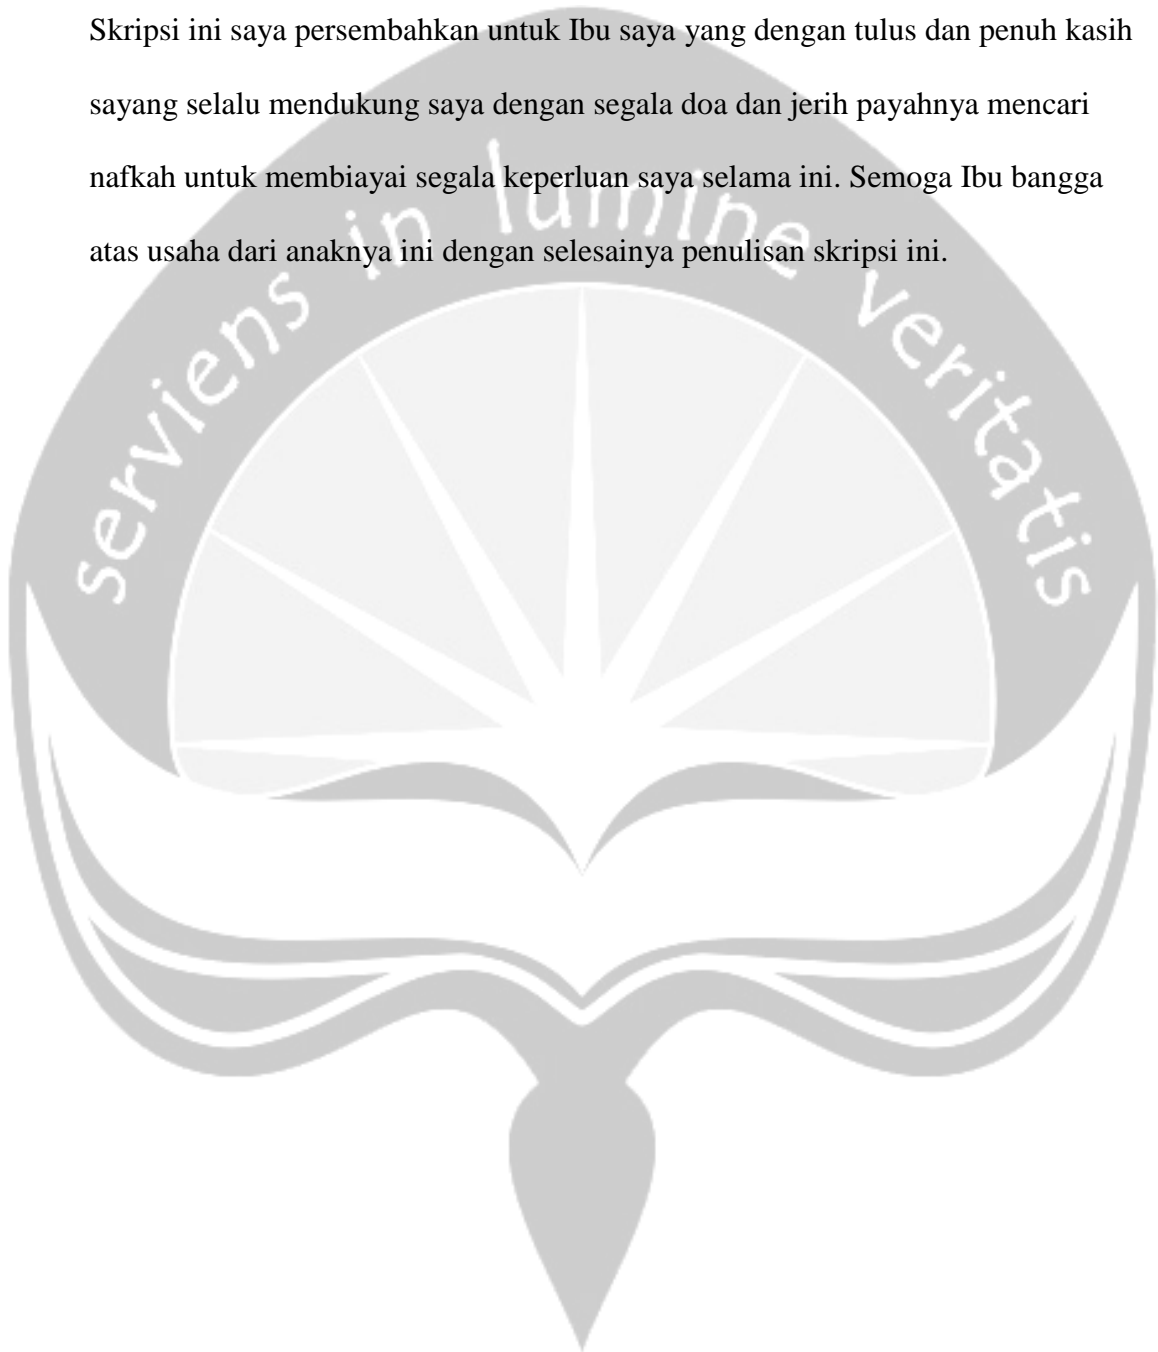 Skripsi ini saya persembahkan untuk Ibu saya yang dengan tulus dan penuh kasih
sayang selalu mendukung saya dengan segala doa dan jerih payahnya mencari
nafkah untuk membiayai segala keperluan saya selama ini. Semoga Ibu bangga
atas usaha dari anaknya ini dengan selesainya penulisan skripsi ini.
serviens in lumine veritatis